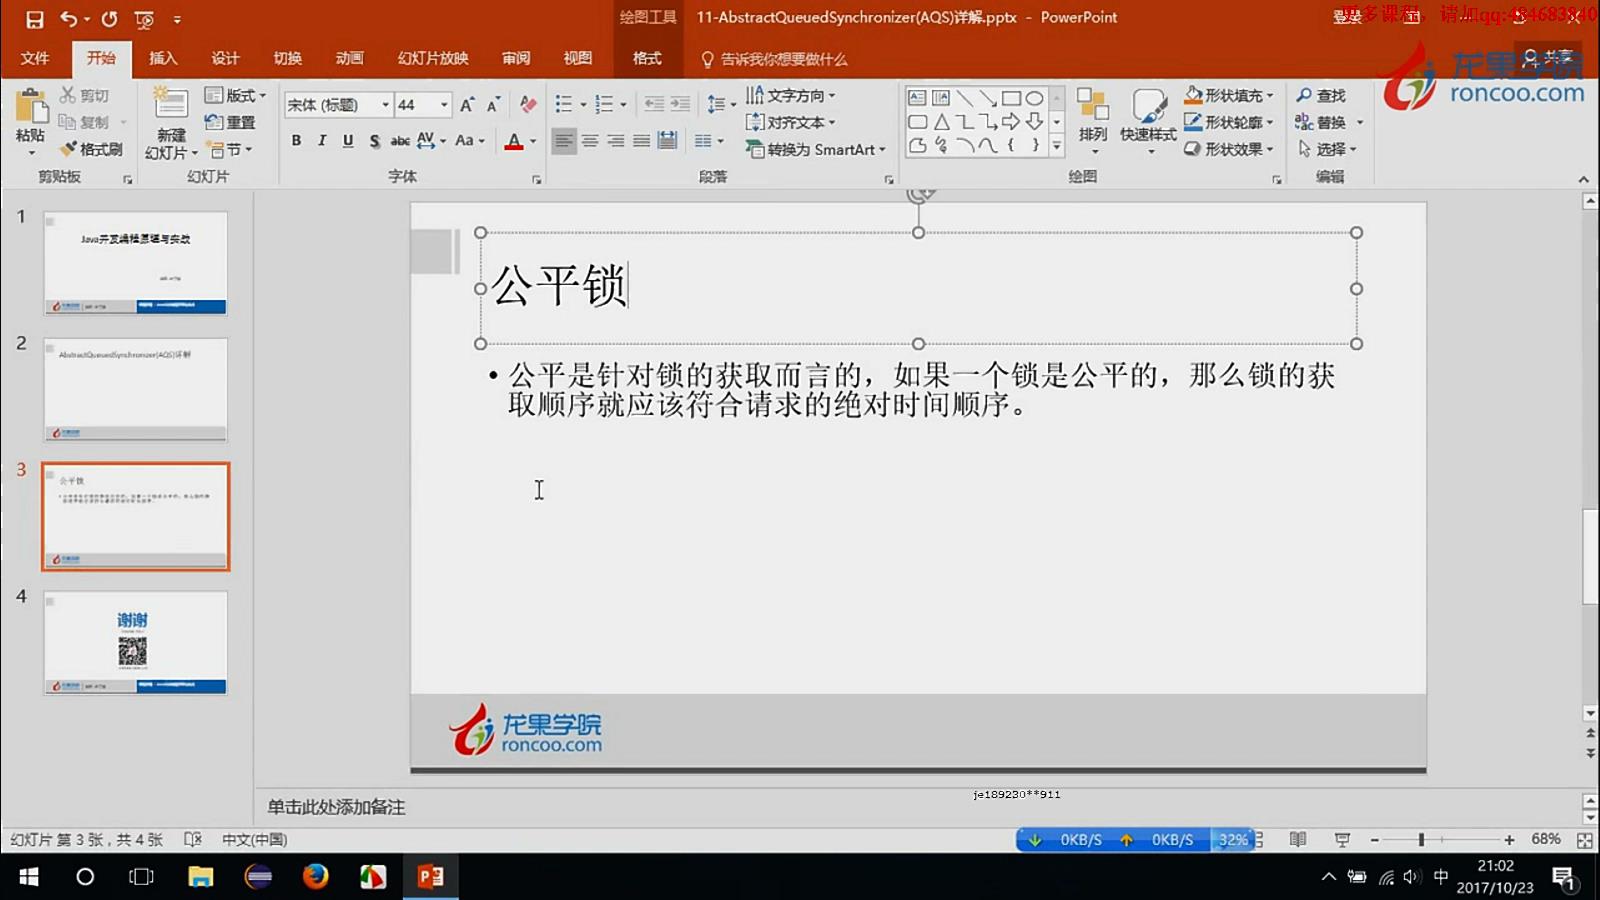 绘图工具
11-AbstractQueuedSynchronizer(AQS)详解.pptx - PowerPoint
更多课程，请加qq:484683840
文件
开始
插入
设计
切换
动画
幻灯片放映
审阅
视图
格式
告诉我你想要做什么
共享
龙果学院
roncoo.com
粘贴
剪切
复制
格式刷
剪贴板
新建
幻灯片
版式
重置
节
幻灯片
宋体 (标题)
44
B I U S abc AV Aa A
字体
文字方向
对齐文本
转换为 SmartArt
段落
排列
快速样式
形状填充
形状轮廓
形状效果
绘图
查找
替换
选择
编辑
1
Java并发编程原理与实战
2
AbstractQueuedSynchronizer(AQS)详解
3
公平锁
4
谢谢
公平锁
• 公平是针对锁的获取而言的，如果一个锁是公平的，那么锁的获
取顺序就应该符合请求的绝对时间顺序。
龙果学院
roncoo.com
单击此处添加备注
je189230**911
幻灯片 第 3 张，共 4 张
中文(中国)
0KB/S
0KB/S
32%
68%
中
21:02
2017/10/23
1